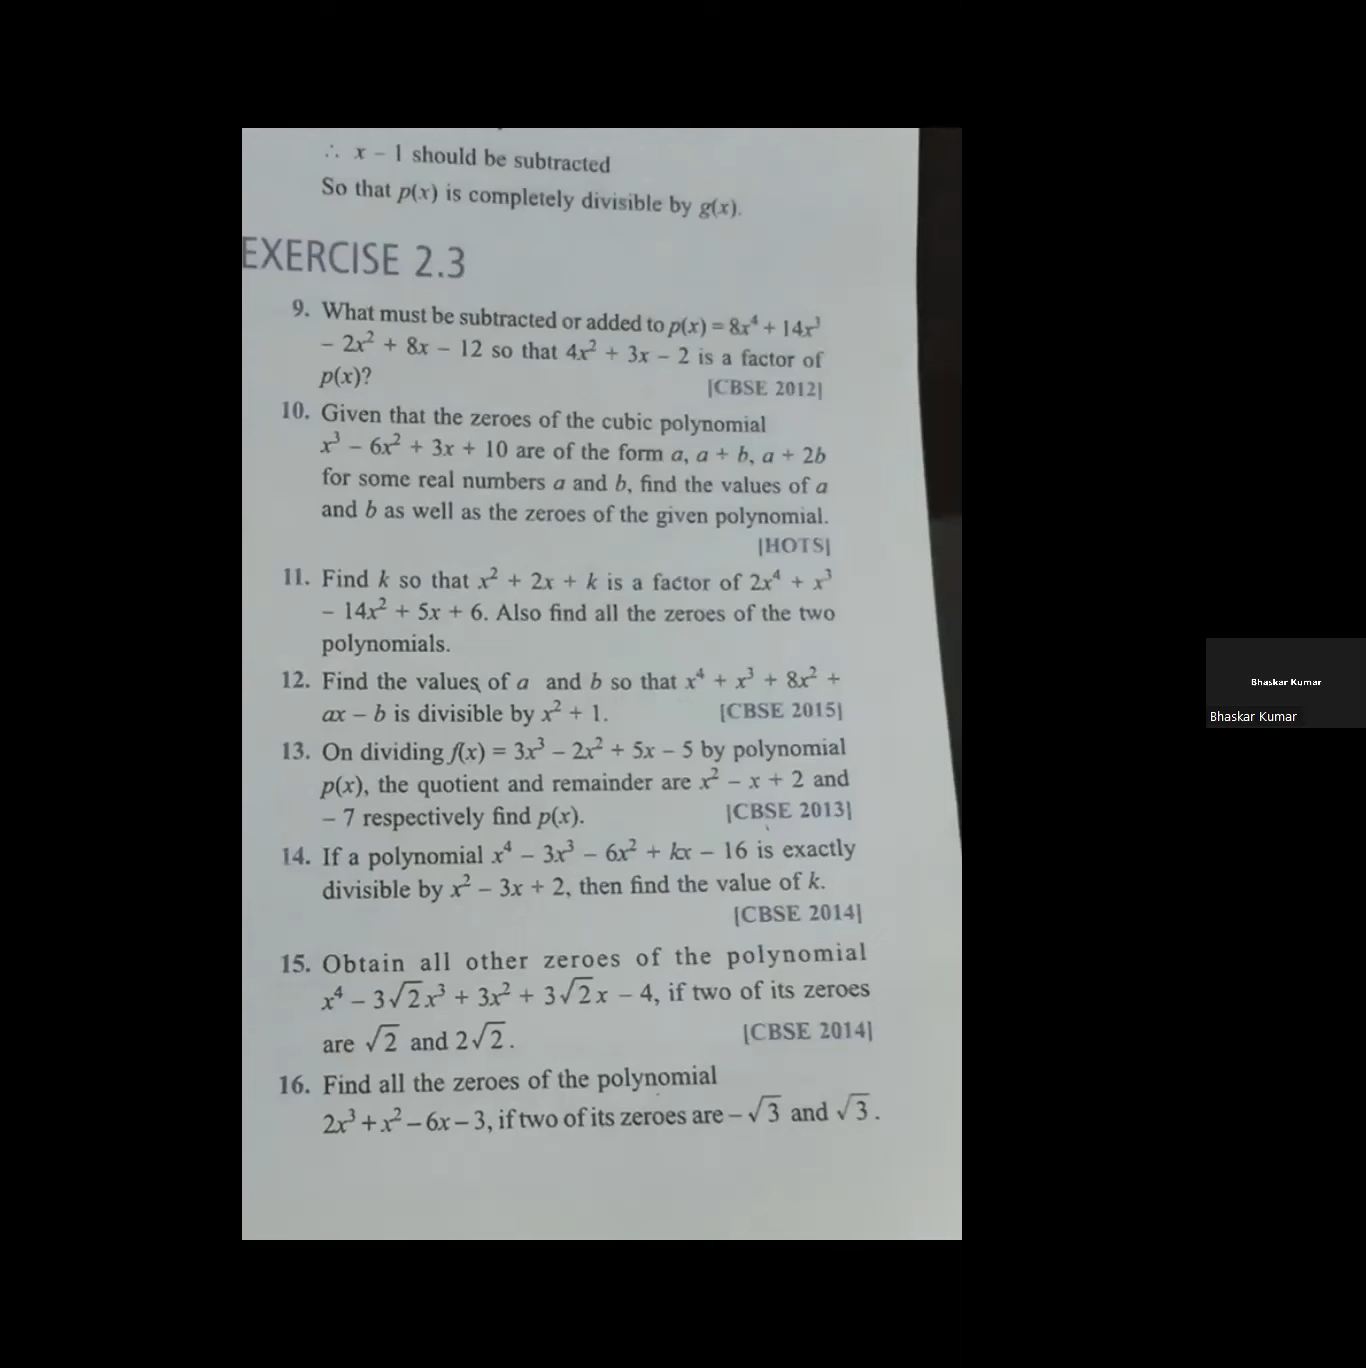 ∴ x – 1 should be subtracted
So that p(x) is completely divisible by g(x).
EXERCISE 2.3
9. What must be subtracted or added to p(x) = 8x⁴ + 14x³
– 2x² + 8x – 12 so that 4x² + 3x – 2 is a factor of
p(x)? [CBSE 2012]
10. Given that the zeroes of the cubic polynomial
x³ – 6x² + 3x + 10 are of the form a, a + b, a + 2b
for some real numbers a and b, find the values of a
and b as well as the zeroes of the given polynomial.
[HOTS]
11. Find k so that x² + 2x + k is a factor of 2x⁴ + x³
– 14x² + 5x + 6. Also find all the zeroes of the two
polynomials.
12. Find the values of a and b so that x⁴ + x³ + 8x² +
ax – b is divisible by x² + 1. [CBSE 2015]
13. On dividing f(x) = 3x³ – 2x² + 5x – 5 by polynomial
p(x), the quotient and remainder are x² – x + 2 and
– 7 respectively find p(x). [CBSE 2013]
14. If a polynomial x⁴ – 3x³ – 6x² + kx – 16 is exactly
divisible by x² – 3x + 2, then find the value of k.
[CBSE 2014]
15. Obtain all other zeroes of the polynomial
x⁴ – 3√2x³ + 3x² + 3√2x – 4, if two of its zeroes
are √2 and 2√2. [CBSE 2014]
16. Find all the zeroes of the polynomial
2x³ + x² – 6x – 3, if two of its zeroes are – √3 and √3.
Bhaskar Kumar
Bhaskar Kumar